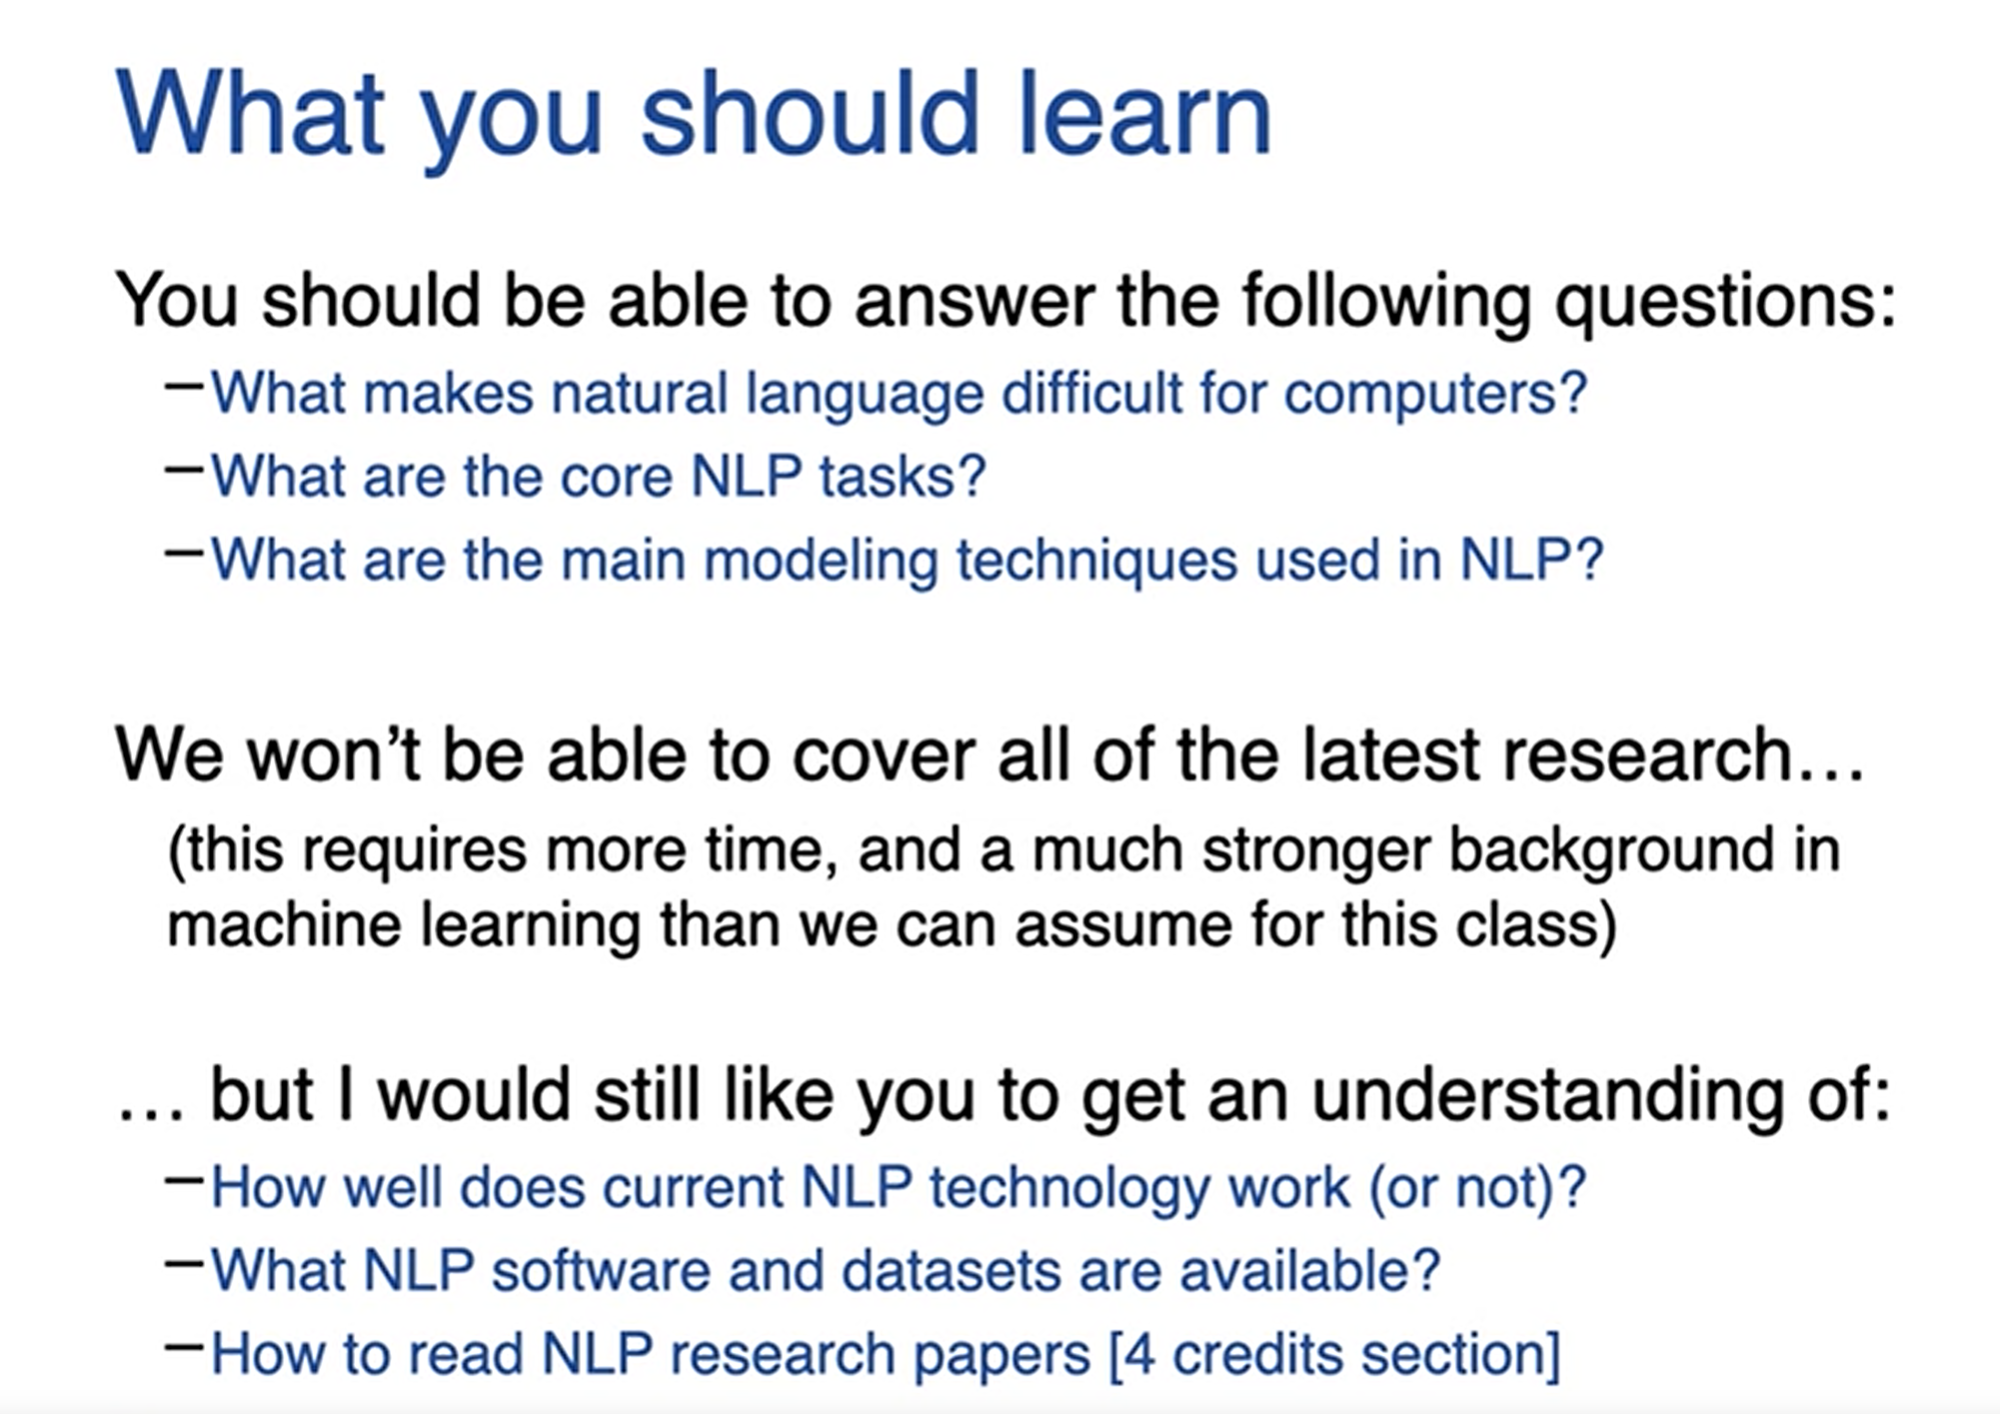 What you should learn
You should be able to answer the following questions:
–What makes natural language difficult for computers?
–What are the core NLP tasks?
–What are the main modeling techniques used in NLP?
We won’t be able to cover all of the latest research…
(this requires more time, and a much stronger background in
machine learning than we can assume for this class)
… but I would still like you to get an understanding of:
–How well does current NLP technology work (or not)?
–What NLP software and datasets are available?
–How to read NLP research papers [4 credits section]